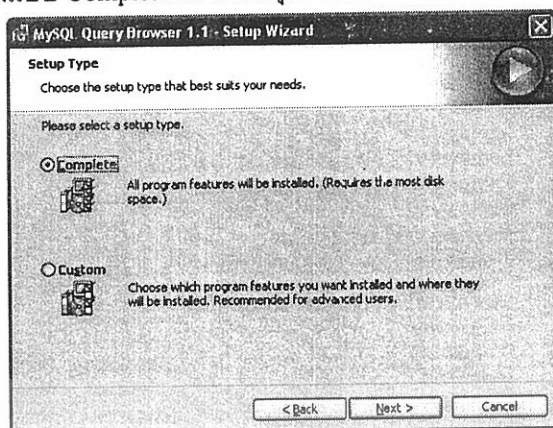 MySQL Query Browser 1.1 - Setup Wizard
Setup Type
Choose the setup type that best suits your needs.
Please select a setup type.
Complete
All program features will be installed. (Requires the most disk
space.)
Custom
Choose which program features you want installed and where they
will be installed. Recommended for advanced users.
< Back
Next >
Cancel